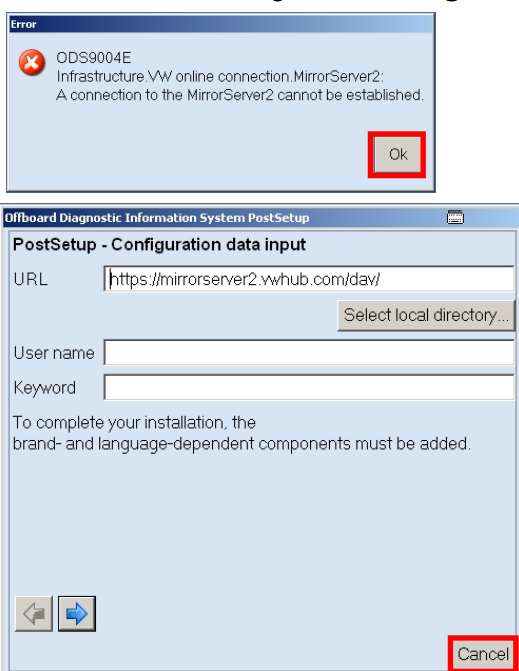 Error
ODS9004E
Infrastructure.VW online connection.MirrorServer2:
A connection to the MirrorServer2 cannot be established.
Ok
Offboard Diagnostic Information System PostSetup
PostSetup - Configuration data input
URL https://mirrorserver2.vwhub.com/dav/
Select local directory...
User name
Keyword
To complete your installation, the
brand- and language-dependent components must be added.
Cancel